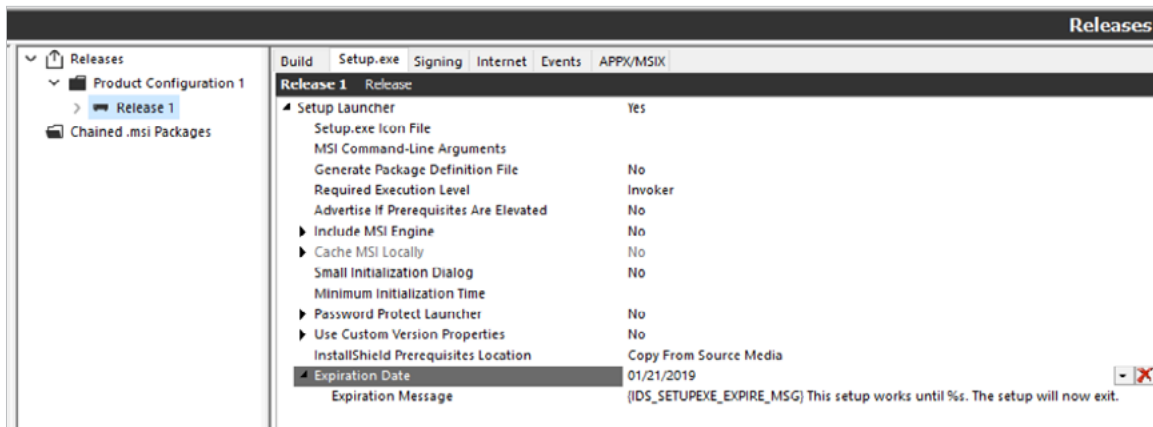 Releases
Releases
Product Configuration 1
Release 1
Chained .msi Packages
Build Setup.exe Signing Internet Events APPX/MSIX
Release 1 Release
Setup Launcher Yes
Setup.exe Icon File
MSI Command-Line Arguments
Generate Package Definition File No
Required Execution Level Invoker
Advertise If Prerequisites Are Elevated No
Include MSI Engine No
Cache MSI Locally No
Small Initialization Dialog No
Minimum Initialization Time
Password Protect Launcher No
Use Custom Version Properties No
InstallShield Prerequisites Location Copy From Source Media
Expiration Date 01/21/2019
Expiration Message {IDS_SETUPEXE_EXPIRE_MSG} This setup works until %s. The setup will now exit.